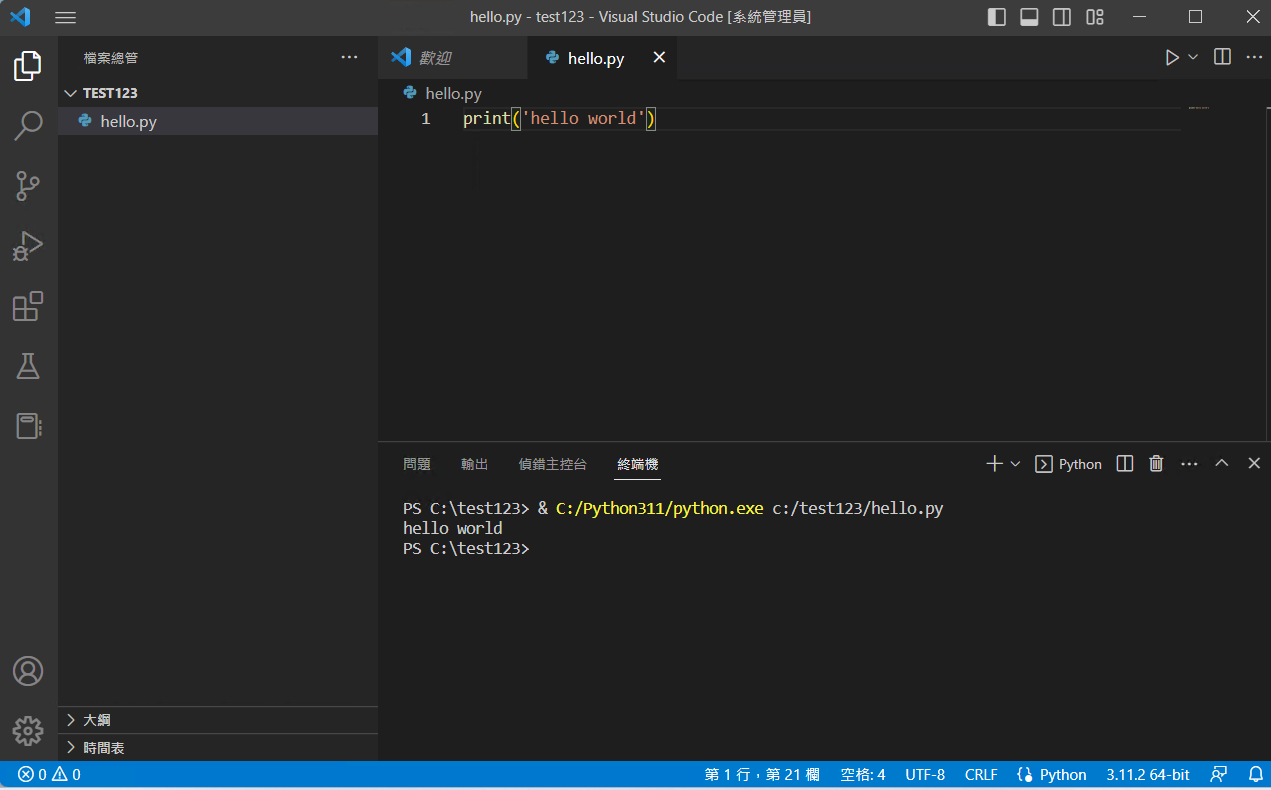 hello.py - test123 - Visual Studio Code [系統管理員]
檔案總管
TEST123
hello.py
大綱
時間表
歡迎
hello.py
hello.py
1 print('hello world')
問題 輸出 偵錯主控台 終端機
Python
PS C:\test123> & C:/Python311/python.exe c:/test123/hello.py
hello world
PS C:\test123>
0 0
第 1 行,第 21 欄 空格: 4 UTF-8 CRLF Python 3.11.2 64-bit